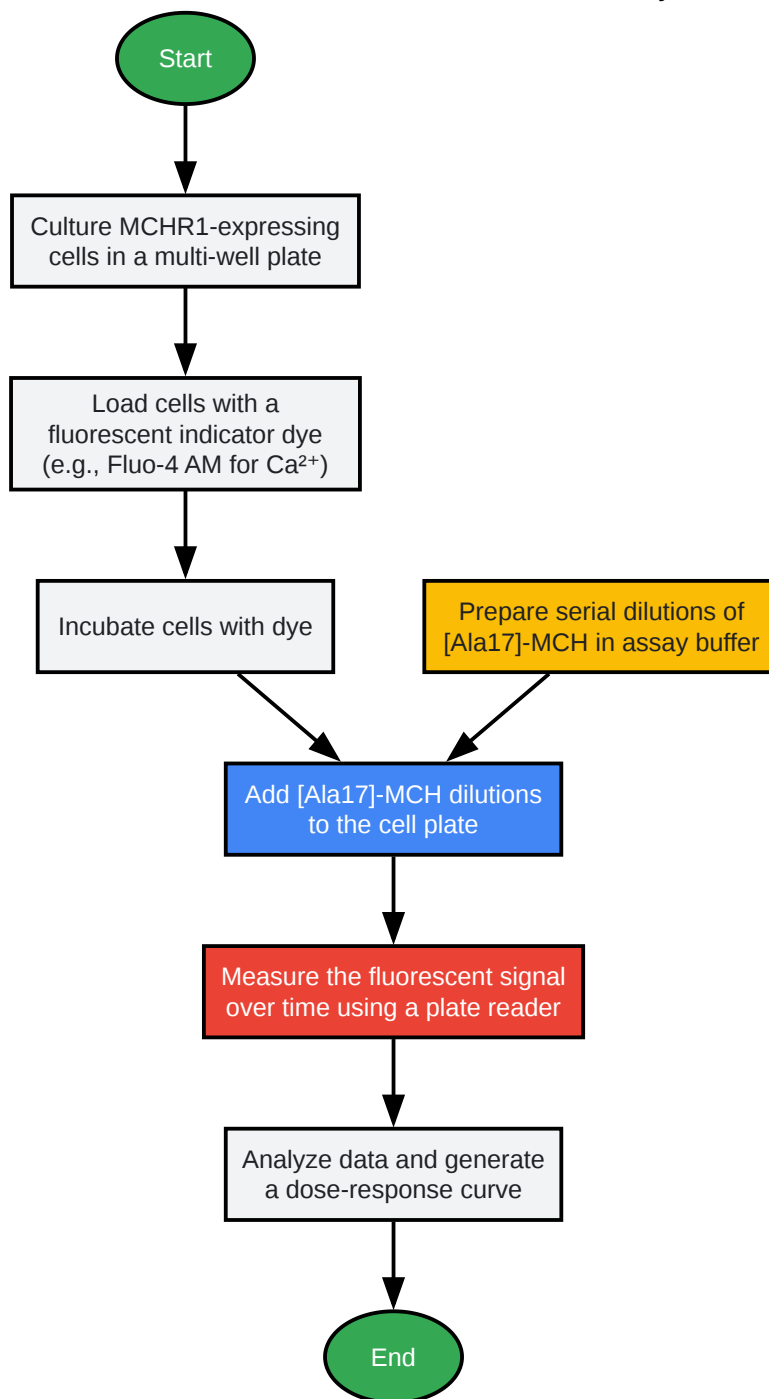 Start
Culture MCHR1-expressing
cells in a multi-well plate
Load cells with a
fluorescent indicator dye
(e.g., Fluo-4 AM for Ca²⁺)
Incubate cells with dye
Prepare serial dilutions of
[Ala17]-MCH in assay buffer
Add [Ala17]-MCH dilutions
to the cell plate
Measure the fluorescent signal
over time using a plate reader
Analyze data and generate
a dose-response curve
End